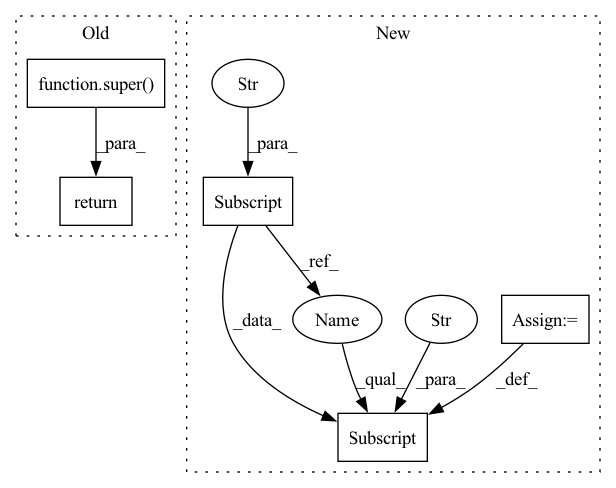 Old
New
function.super()
Str
_para_
_para_
return
Subscript
_ref_
_data_
Name
Str
Assign:=
_qual_
_para_
_def_
Subscript